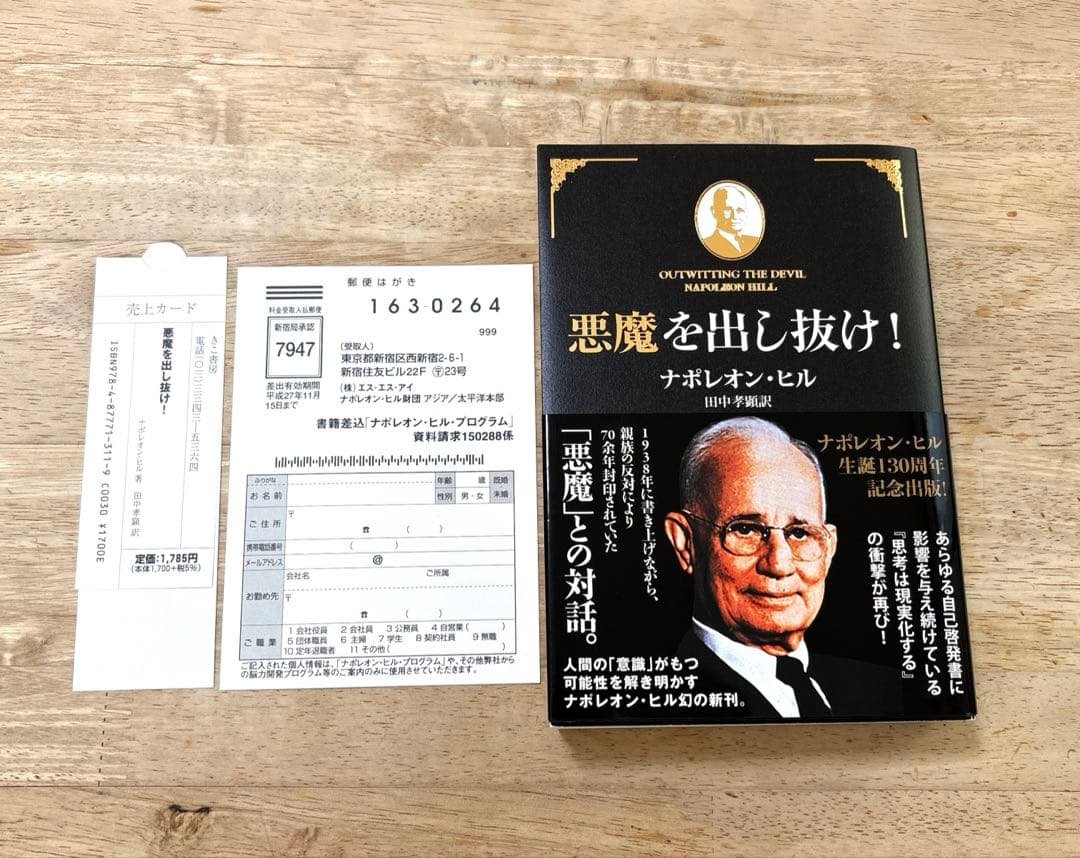 売上カード
きこ書房
電話(〇三)三三四三ー五三六四
悪魔を出し抜け!
ナポレオン・ヒル著 田中孝顕訳
ISBN978-4-87771-311-9 C0030 ¥1700E
定価:1,785円
(本体1,700+税5%)
郵便はがき
料金受取人払郵便
新宿局承認
7947
差出有効期間
平成27年11月
15日まで
163-0264
999
(受取人)
東京都新宿区西新宿2-6-1
新宿住友ビル22F 〶23号
(株)エス・エス・アイ
ナポレオン・ヒル財団 アジア/太平洋本部
書籍差込「ナポレオン・ヒル・プログラム」
資料請求150288係
ふりがな
お名前
年齢 歳 既婚・未婚
性別 男・女
ご住所
〒
☎ ( )
携帯電話番号 ( )
メールアドレス @
お勤め先
会社名 ご所属
〒
☎ ( )
ご職業
1 会社役員 2 会社員 3 公務員 4 自営業( )
5 団体職員 6 主婦 7 学生 8 契約社員 9 無職
10 定年退職者 11 その他( )
ご記入された個人情報は、「ナポレオン・ヒル・プログラム」や、その他弊社から
の脳力開発プログラム等のご案内のみに使用させていただきます。
OUTWITTING THE DEVIL
NAPOLEON HILL
悪魔を出し抜け!
ナポレオン・ヒル
田中孝顕訳
ナポレオン・ヒル
生誕130周年
記念出版!
あらゆる自己啓発書に
影響を与え続けている
『思考は現実化する』
の衝撃が再び!
1938年に書き上げながら、
親族の反対により
70余年封印されていた
「悪魔」との対話。
人間の「意識」がもつ
可能性を解き明かす
ナポレオン・ヒル幻の新刊。